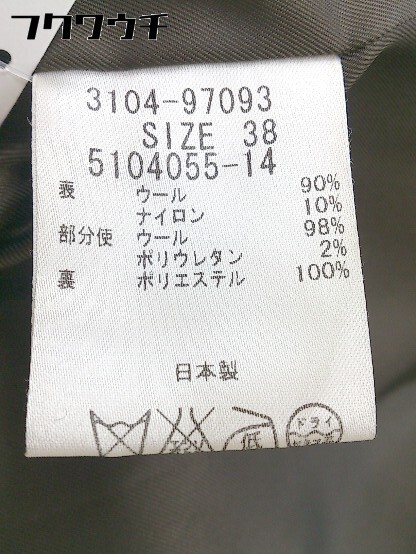 フクワウチ
3104-97093
SIZE 38
5104055-14
表 ウール 90%
ナイロン 10%
部分使 ウール 98%
ポリウレタン 2%
裏 ポリエステル 100%
日本製
低
ドライ